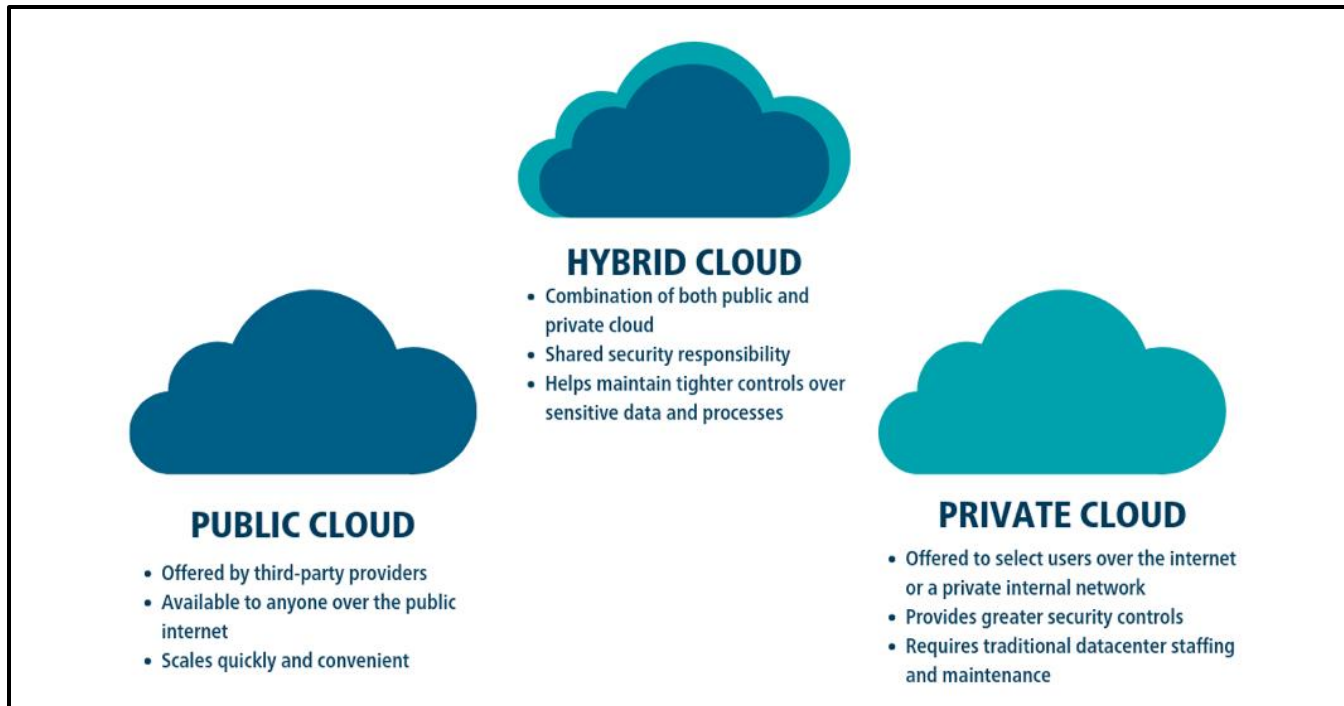 HYBRID CLOUD
• Combination of both public and
private cloud
• Shared security responsibility
• Helps maintain tighter controls over
sensitive data and processes
PUBLIC CLOUD
• Offered by third-party providers
• Available to anyone over the public
internet
• Scales quickly and convenient
PRIVATE CLOUD
• Offered to select users over the internet
or a private internal network
• Provides greater security controls
• Requires traditional datacenter staffing
and maintenance